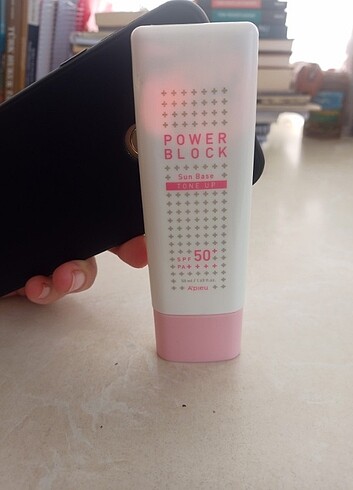 POWER
BLOCK
Sun Base
TONE UP
SPF 50+
PA+++
A'PIEU